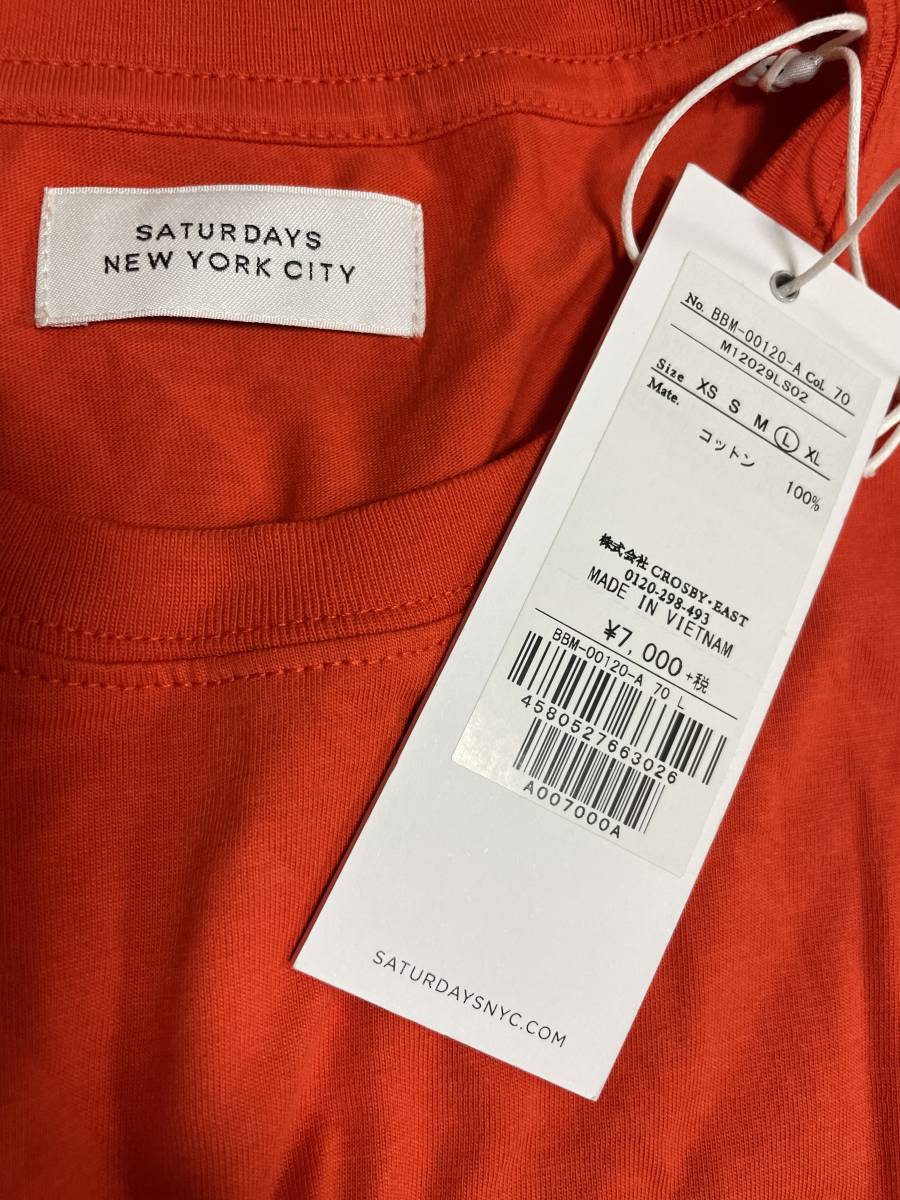 SATURDAYS
NEW YORK CITY
No. BBM-00120-A Col. 70
M12029LS02
Size XS S M L XL
Mate.
コットン 100%
株式会社 CROSBY・EAST
0120-298-493
MADE IN VIETNAM
¥7,000 +税
BBM-00120-A 70 L
4580527663026
A007000A
SATURDAYSNYC.COM